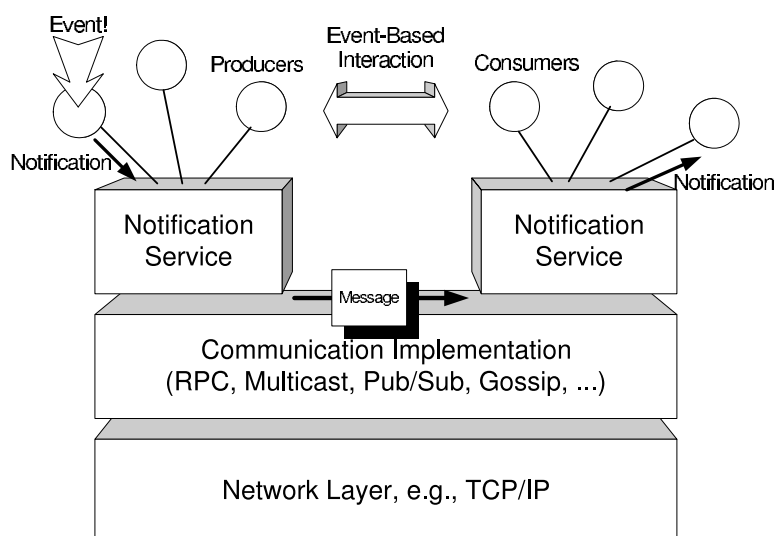 Event!
Producers
Event-Based
Interaction
Consumers
Notification
Notification
Notification
Service
Notification
Service
Message
Communication Implementation
(RPC, Multicast, Pub/Sub, Gossip, ...)
Network Layer, e.g., TCP/IP